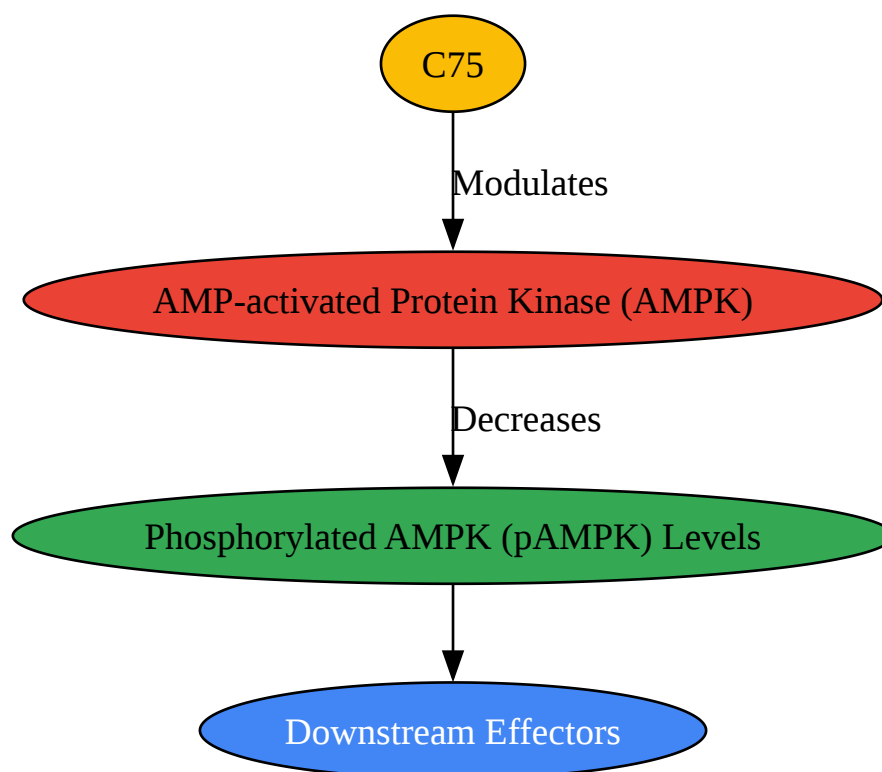 C75
Modulates
AMP-activated Protein Kinase (AMPK)
Decreases
Phosphorylated AMPK (pAMPK) Levels
Downstream Effectors